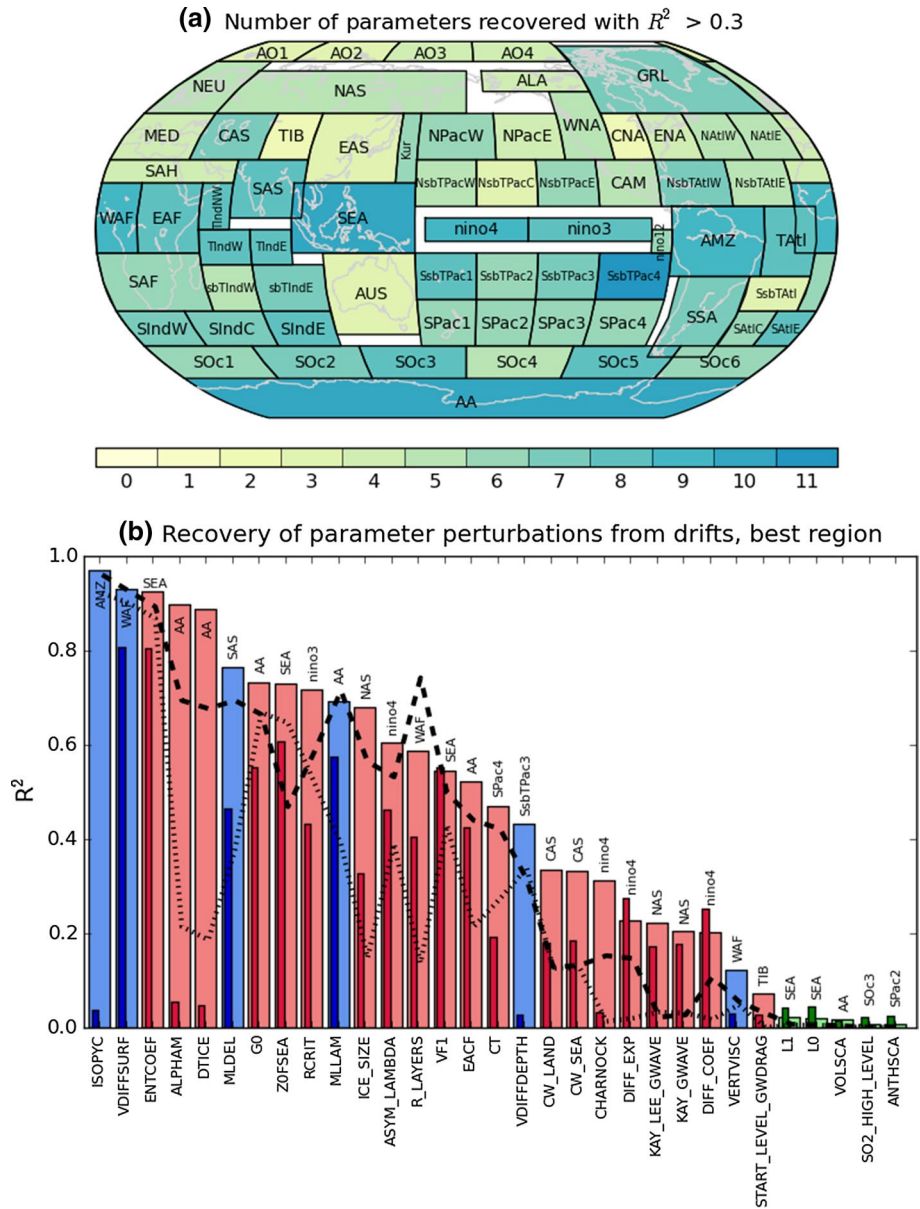 (a) Number of parameters recovered with R² > 0.3
AO1 AO2 AO3 AO4
NEU NAS ALA GRL
MED CAS TIB EAS Kur NPacW NPacE WNA CNA ENA NAtlW NAtlE
SAH SAS NsbTPacW NsbTPacC NsbTPacE CAM NsbTAtlW NsbTAtlE
WAF EAF TIndNW SEA nino4 nino3 nino12 AMZ TAtl
TIndW TIndE
SAF sbTIndW sbTIndE AUS SsbTPac1 SsbTPac2 SsbTPac3 SsbTPac4 SsbTAtl
SIndW SIndC SIndE SPac1 SPac2 SPac3 SPac4 SSA SAtlC SAtlE
SOc1 SOc2 SOc3 SOc4 SOc5 SOc6
AA
0 1 2 3 4 5 6 7 8 9 10 11
(b) Recovery of parameter perturbations from drifts, best region
R²
1.0
0.8
0.6
0.4
0.2
0.0
AMZ WAF SEA AA AA SAS AA SEA nino3 AA NAS nino4 WAF SEA AA SPac4 SsbTPac3 CAS CAS nino4 nino4 NAS NAS nino4 WAF TIB SEA SEA AA SOc3 SPac2
ISOPYC
VDIFFSURF
ENTCOEF
ALPHAM
DTICE
MLDEL
G0
Z0FSEA
RCRIT
MLLAM
ICE_SIZE
ASYM_LAMBDA
R_LAYERS
VF1
EACF
CT
VDIFFDEPTH
CW_LAND
CW_SEA
CHARNOCK
DIFF_EXP
KAY_LEE_GWAVE
KAY_GWAVE
DIFF_COEF
VERTVISC
START_LEVEL_GWDRAG
L1
L0
VOLSCA
SO2_HIGH_LEVEL
ANTHSCA